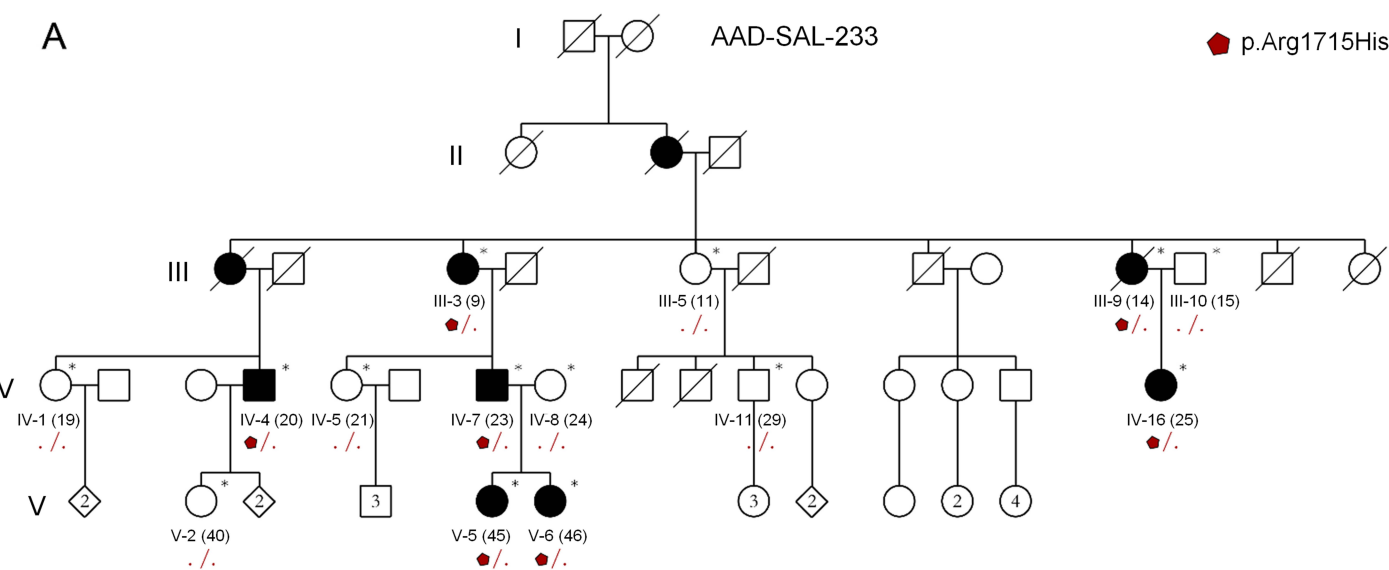 A
I
AAD-SAL-233
p.Arg1715His
II
III
*
*
*
*
III-3 (9)
III-5 (11)
III-9 (14)
III-10 (15)
/.
. /.
/.
. /.
V
*
*
*
*
*
*
*
IV-1 (19)
IV-4 (20)
IV-5 (21)
IV-7 (23)
IV-8 (24)
IV-11 (29)
IV-16 (25)
. /.
/.
. /.
/.
. /.
. /.
/.
V
2
*
2
3
*
*
3
2
2
4
V-2 (40)
V-5 (45)
V-6 (46)
. /.
/.
/.